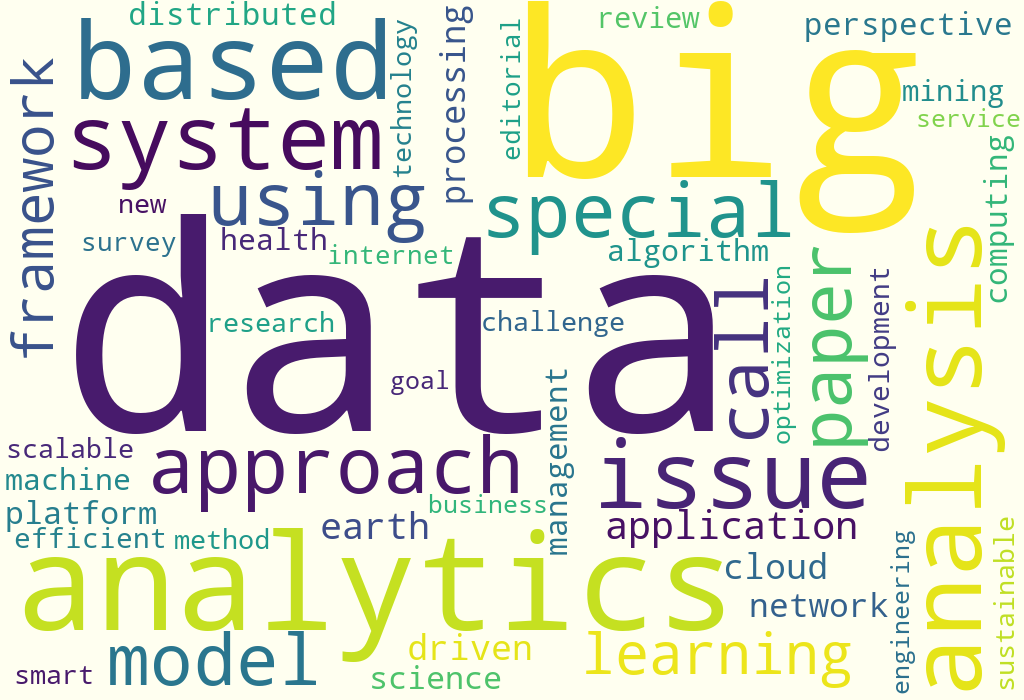 distributed
review
perspective
based
big
technology
processing
editorial
framework
mining
service
system
computing
using
special
new
survey
health
internet
algorithm
data
research
challenge
goal
call
optimization
paper
development
analysis
scalable
machine
platform
efficient
approach
management
issue
business
earth
application
method
analytics
cloud
network
engineering
sustainable
model
driven
learning
smart
science